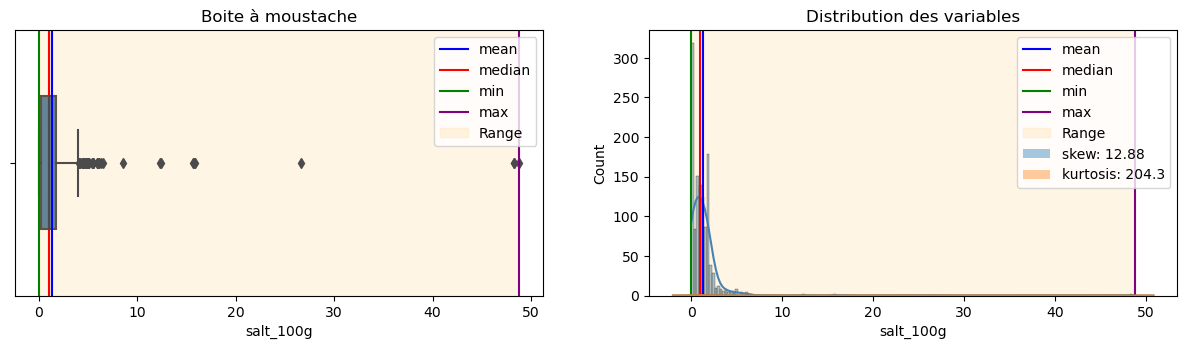 Boite à moustache
mean
median
min
max
Range
0
10
20
30
40
50
salt_100g
Distribution des variables
Count
300
250
200
150
100
50
0
mean
median
min
max
Range
skew: 12.88
kurtosis: 204.3
0
10
20
30
40
50
salt_100g